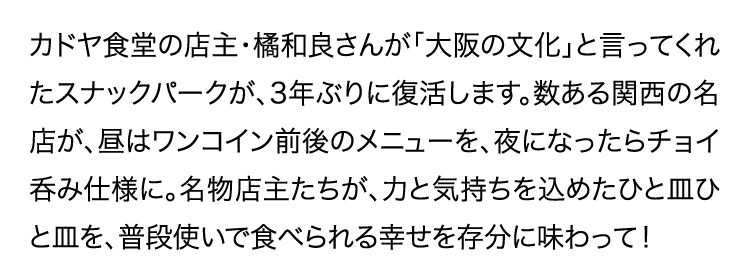 カドヤ食堂の店主・橘和良さんが「大阪の文化」と言ってくれ
たスナックパークが、3年ぶりに復活します。数ある関西の名
店が、昼はワンコイン前後のメニューを、夜になったらチョイ
呑み仕様に。名物店主たちが、力と気持ちを込めたひと皿ひ
と皿を、普段使いで食べられる幸せを存分に味わって！